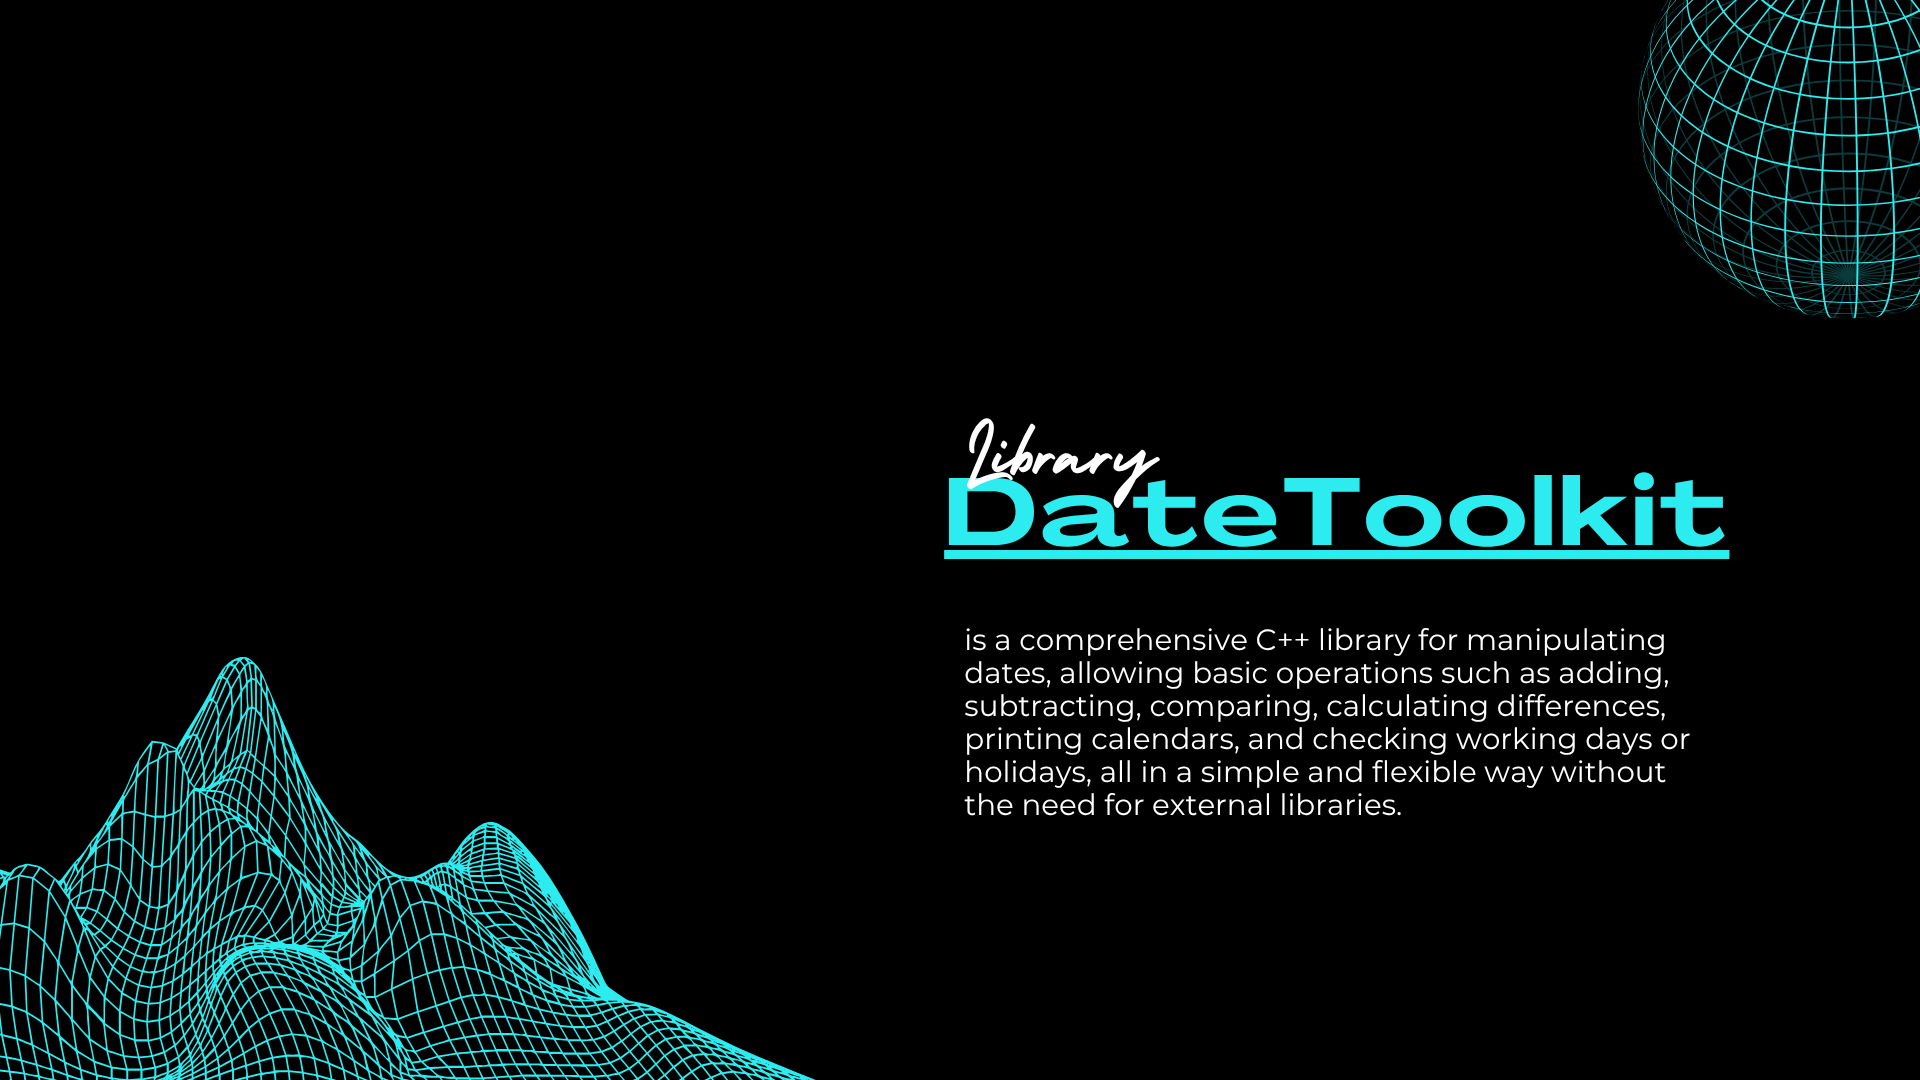 Library
DateToolkit
is a comprehensive C++ library for manipulating
dates, allowing basic operations such as adding,
subtracting, comparing, calculating differences,
printing calendars, and checking working days or
holidays, all in a simple and flexible way without
the need for external libraries.